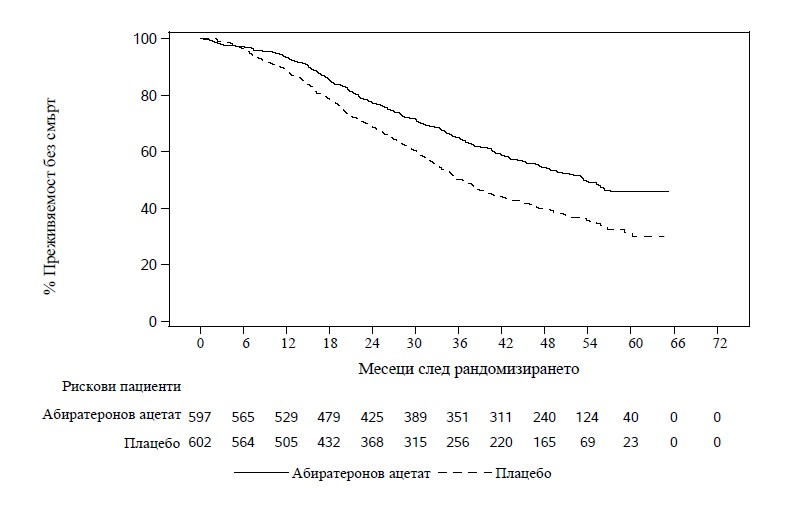 % Преживяемост без смърт
100
80
60
40
20
0
0 6 12 18 24 30 36 42 48 54 60 66 72
Месеци след рандомизирането
Рискови пациенти
Абиратеронов ацетат 597 565 529 479 425 389 351 311 240 124 40 0 0
Плацебо 602 564 505 432 368 315 256 220 165 69 23 0 0
Абиратеронов ацетат Плацебо